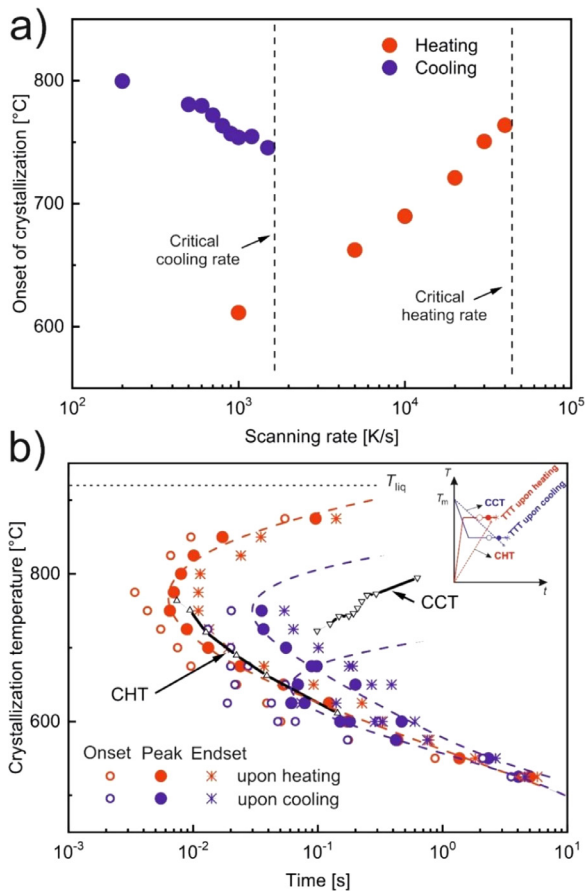 a)
Heating
Cooling
Onset of crystallization [°C]
800
700
600
Critical
cooling rate
Critical
heating rate
10²
10³
10⁴
10⁵
Scanning rate [K/s]
b)
Crystallization temperature [°C]
900
800
700
600
T_liq
T
T_m
CCT
TTT upon heating
TTT upon cooling
CHT
t
CCT
CHT
Onset Peak Endset
upon heating
upon cooling
10⁻³
10⁻²
10⁻¹
10⁰
10¹
Time [s]